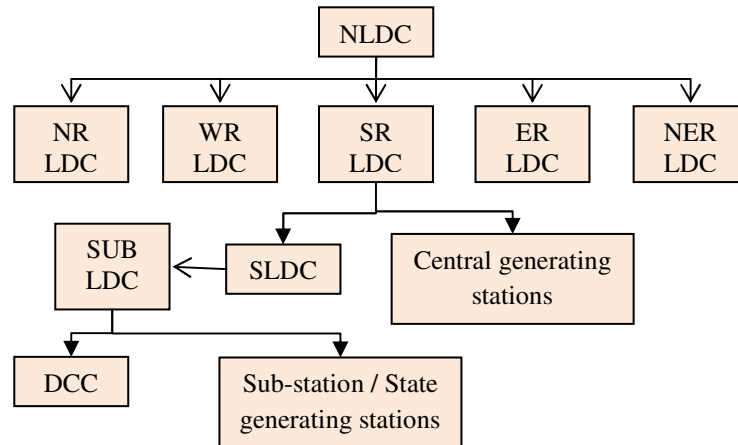 NLDC
NR
LDC
WR
LDC
SR
LDC
ER
LDC
NER
LDC
SUB
LDC
SLDC
Central generating
stations
DCC
Sub-station / State
generating stations